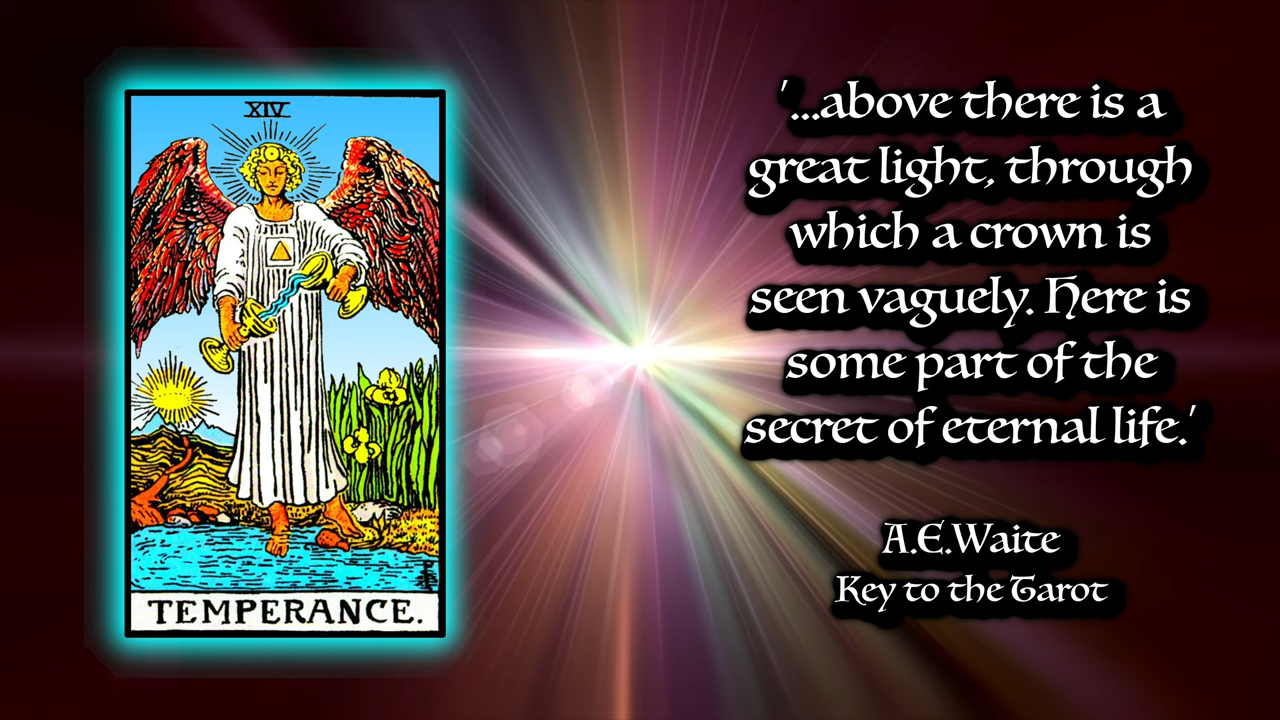 XIV
TEMPERANCE.
'...above there is a
great light, through
which a crown is
seen vaguely. Here is
some part of the
secret of eternal life.'
A.E.Waite
Key to the Tarot